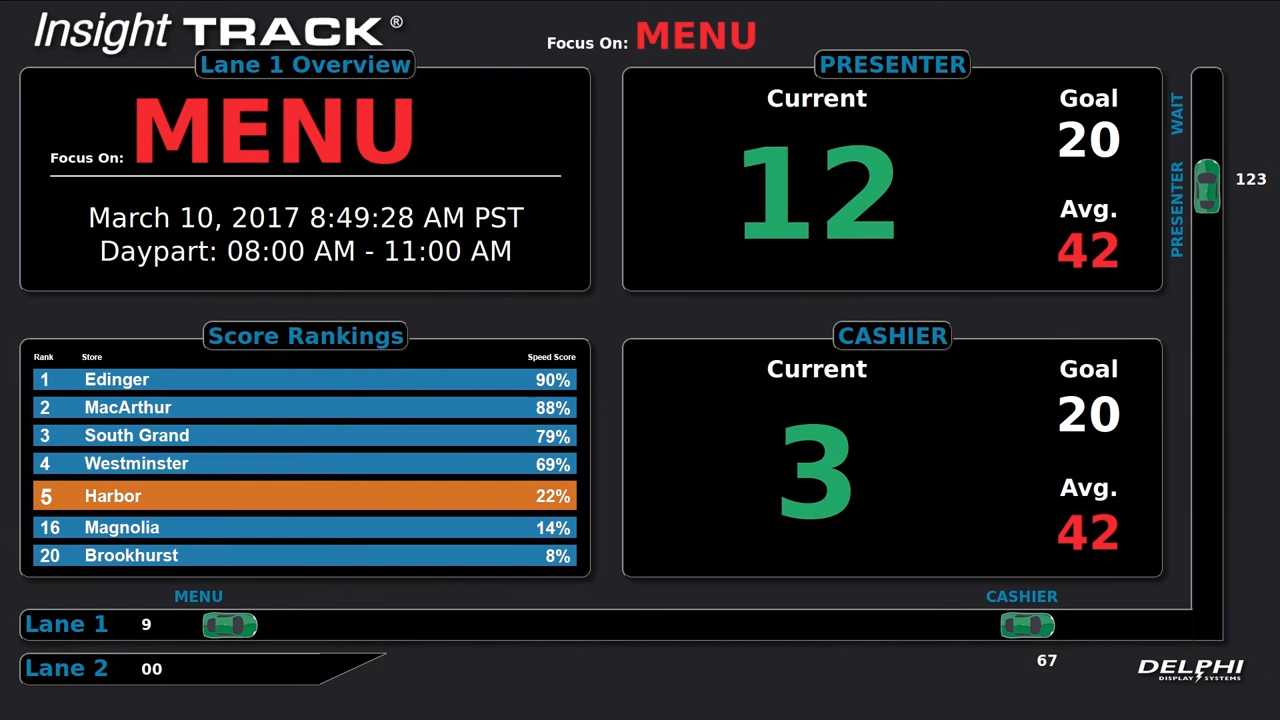 Insight TRACK®
Focus On: MENU
Lane 1 Overview
Focus On: MENU
March 10, 2017 8:49:28 AM PST
Daypart: 08:00 AM - 11:00 AM
PRESENTER
Current
12
Goal
20
Avg.
42
WAIT
PRESENTER
123
Score Rankings
Rank Store Speed Score
1 Edinger 90%
2 MacArthur 88%
3 South Grand 79%
4 Westminster 69%
5 Harbor 22%
16 Magnolia 14%
20 Brookhurst 8%
CASHIER
Current
3
Goal
20
Avg.
42
MENU
CASHIER
Lane 1 9
67
Lane 2 00
DELPHI
DISPLAY SYSTEMS